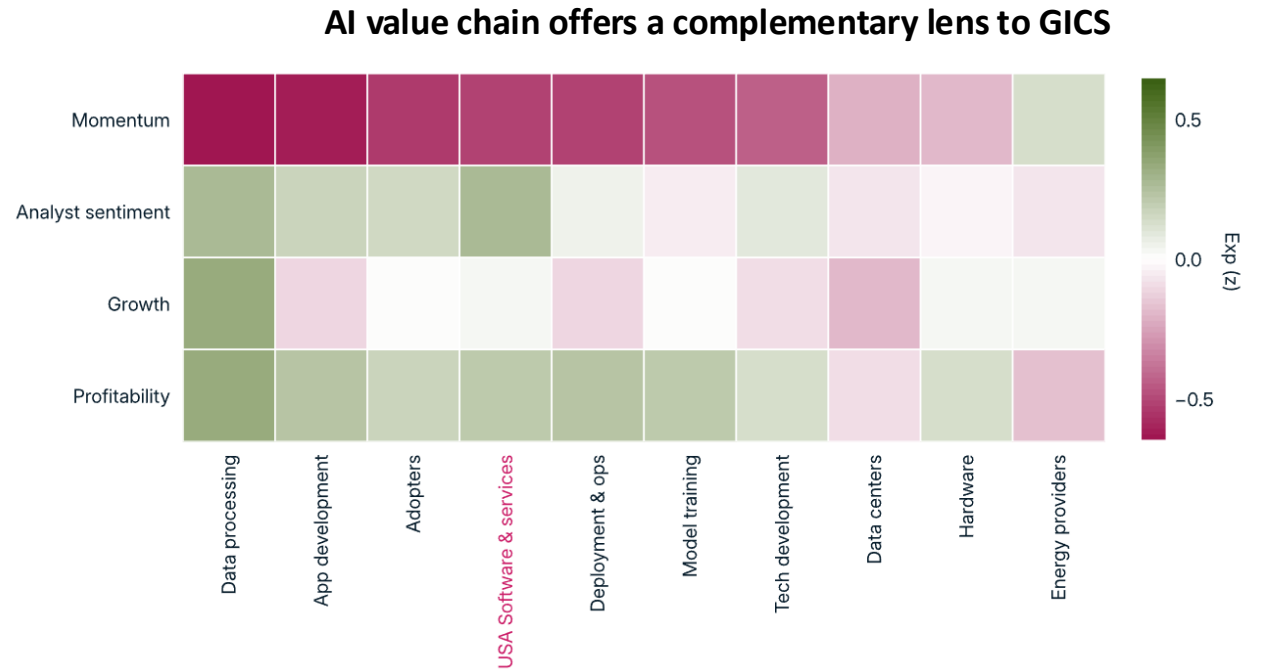 AI value chain offers a complementary lens to GICS
Momentum
Analyst sentiment
Growth
Profitability
Data processing
App development
Adopters
USA Software & services
Deployment & ops
Model training
Tech development
Data centers
Hardware
Energy providers
0.5
0.0
−0.5
Exp (z)